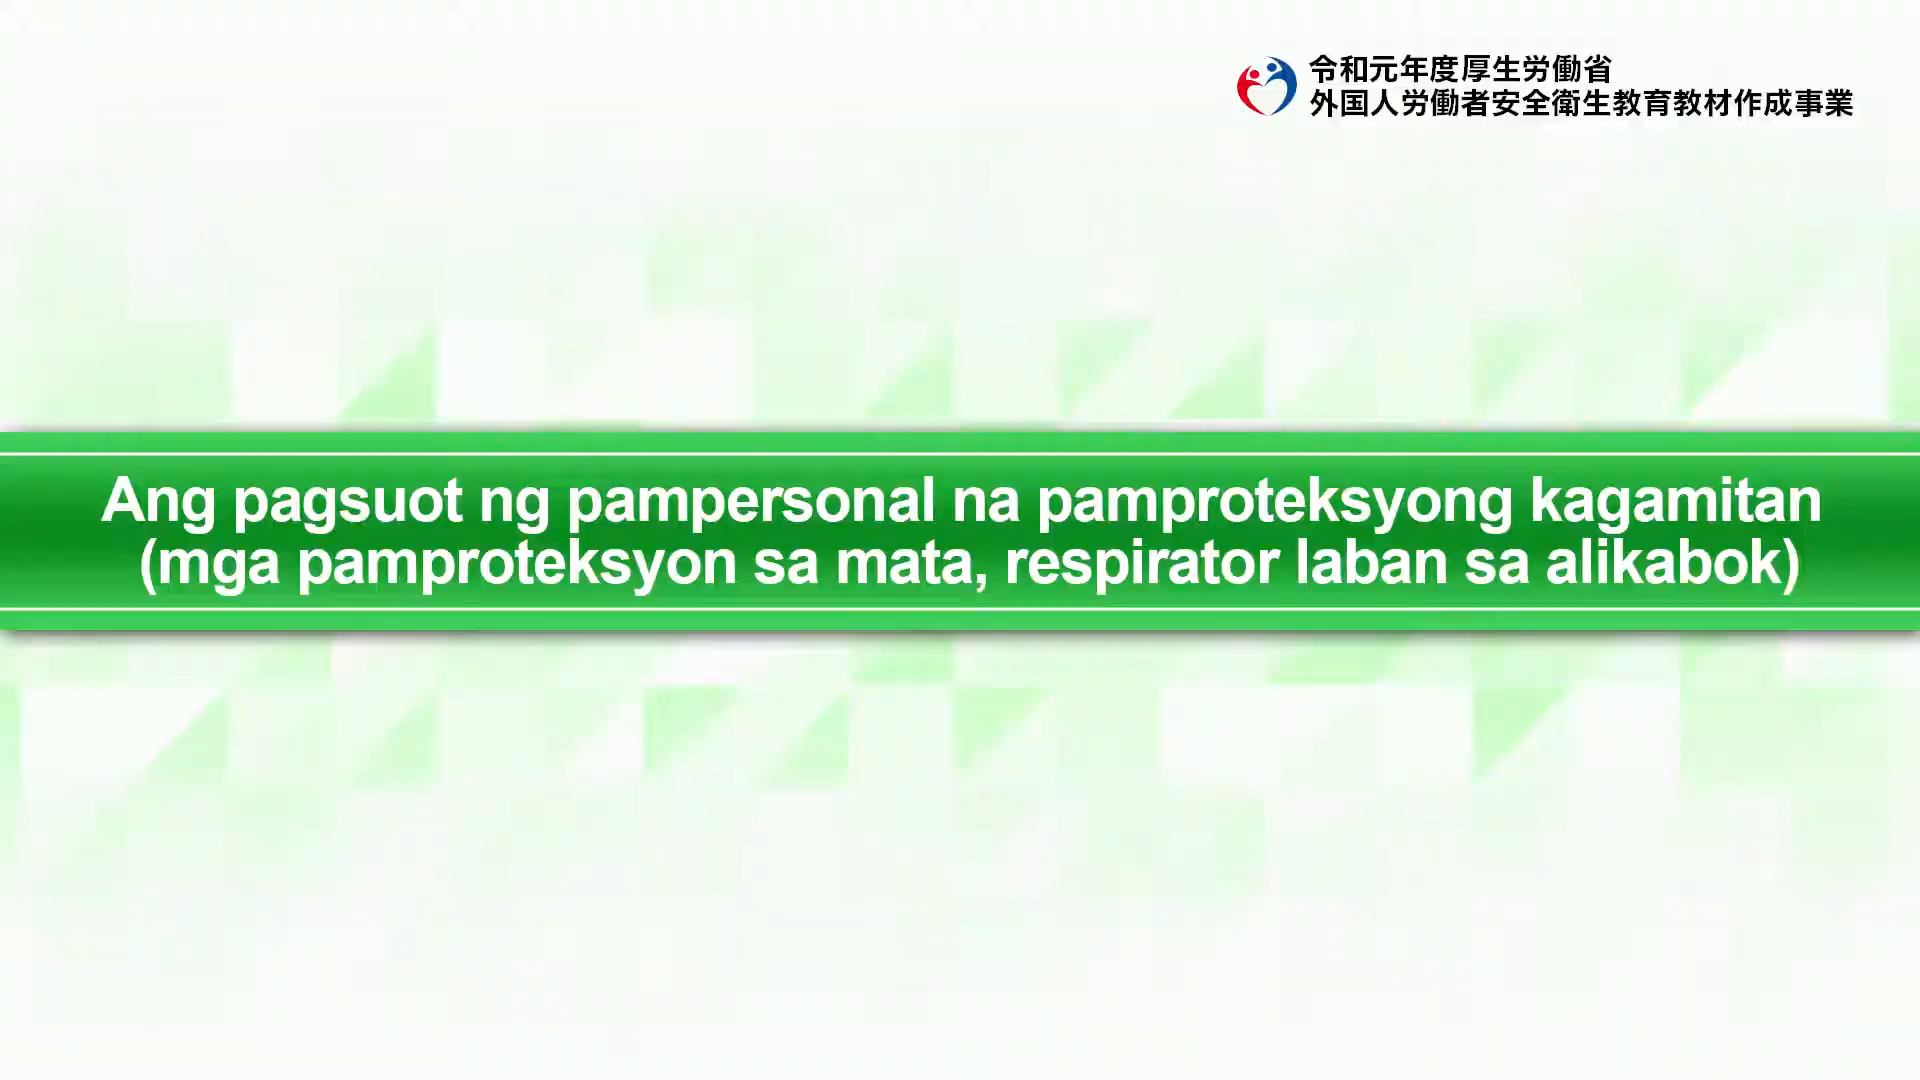 令和元年度厚生労働省
外国人労働者安全衛生教育教材作成事業
Ang pagsuot ng pampersonal na pamproteksyong kagamitan
(mga pamproteksyon sa mata, respirator laban sa alikabok)